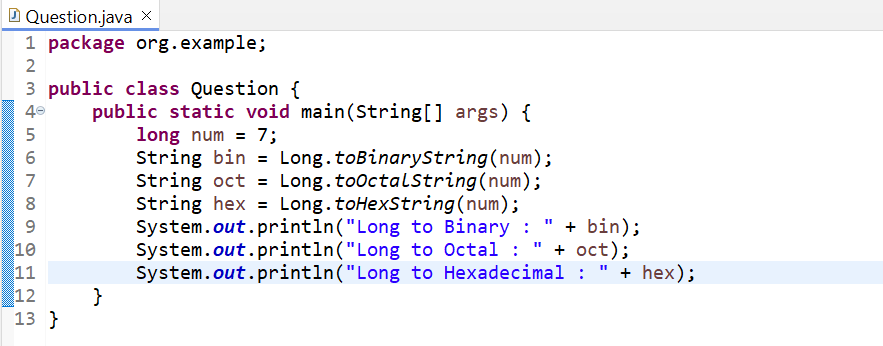 Question.java
1 package org.example;
2
3 public class Question {
4     public static void main(String[] args) {
5         long num = 7;
6         String bin = Long.toBinaryString(num);
7         String oct = Long.toOctalString(num);
8         String hex = Long.toHexString(num);
9         System.out.println("Long to Binary : " + bin);
10         System.out.println("Long to Octal : " + oct);
11         System.out.println("Long to Hexadecimal : " + hex);
12     }
13 }